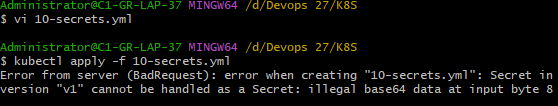 Administrator@C1-GR-LAP-37 MINGW64 /d/Devops 27/K8S
$ vi 10-secrets.yml
Administrator@C1-GR-LAP-37 MINGW64 /d/Devops 27/K8S
$ kubectl apply -f 10-secrets.yml
Error from server (BadRequest): error when creating "10-secrets.yml": Secret in
version "v1" cannot be handled as a Secret: illegal base64 data at input byte 8